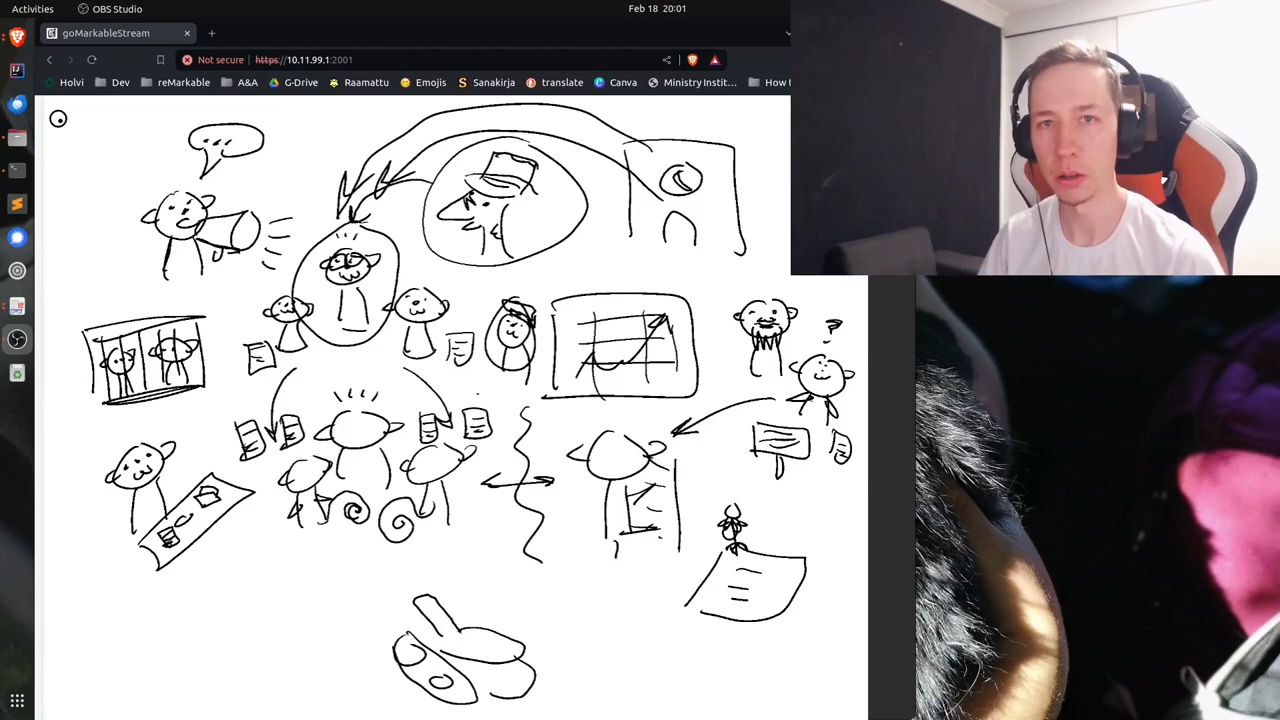 Activities
OBS Studio
Feb 18 20:01
goMarkableStream
Not secure
https://10.11.99.1:2001
Holvi
Dev
reMarkable
A&A
G-Drive
Raamattu
Emojis
Sanakirja
translate
Canva
Ministry Instit...
How t
...
?